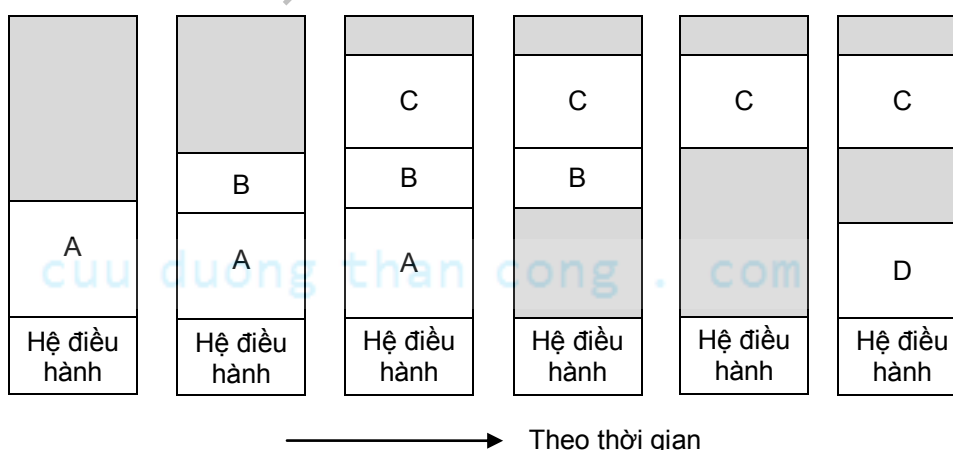 A
Hệ điều
hành
B
A
Hệ điều
hành
C
B
A
Hệ điều
hành
C
B
Hệ điều
hành
C
Hệ điều
hành
C
D
Hệ điều
hành
cuu duong than cong . com
Theo thời gian